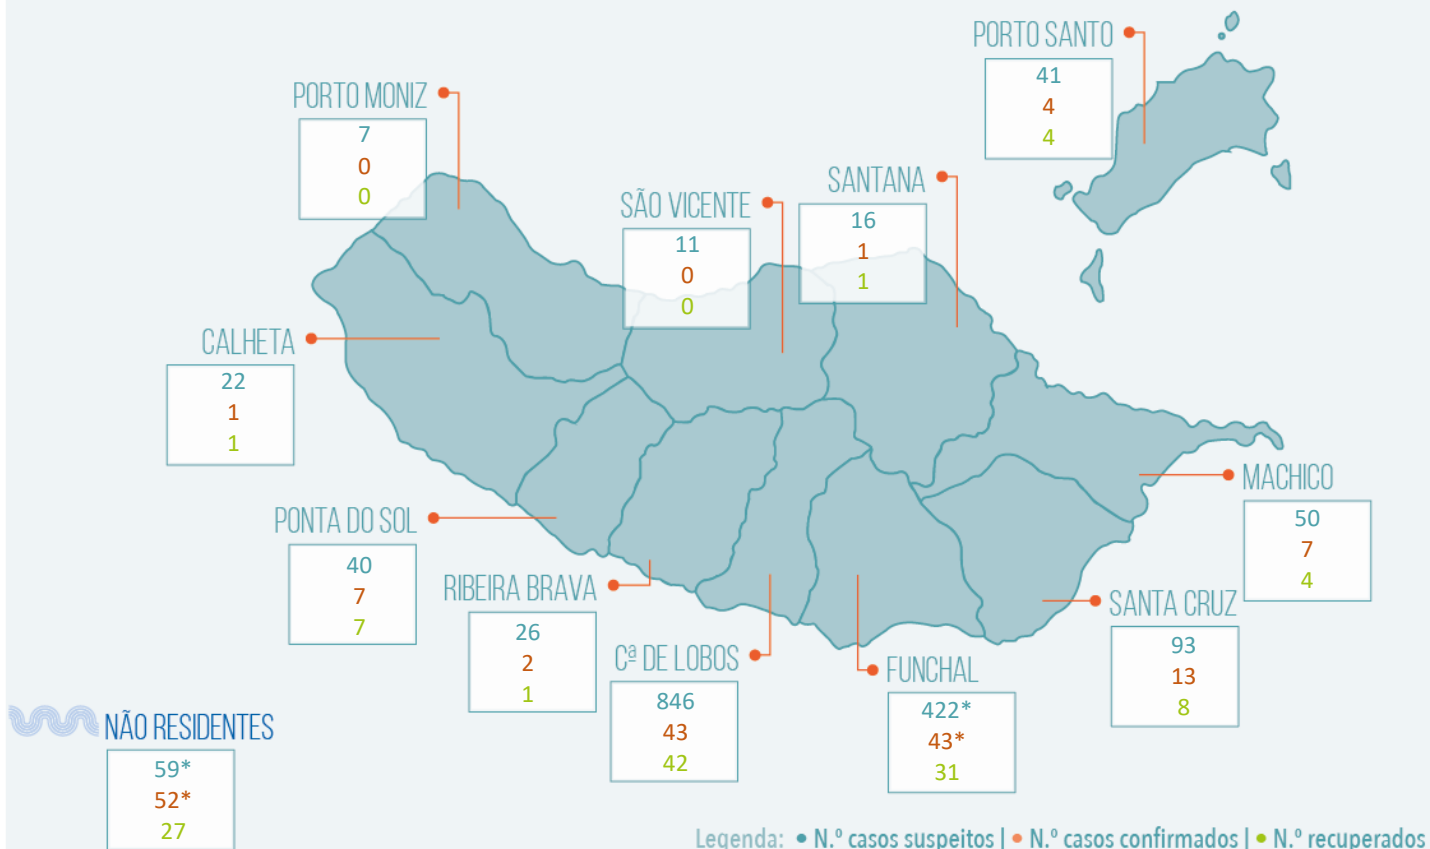 PORTO SANTO
41
4
4
PORTO MONIZ
7
0
0
SANTANA
16
1
1
SÃO VICENTE
11
0
0
CALHETA
22
1
1
MACHICO
50
7
4
PONTA DO SOL
40
7
7
RIBEIRA BRAVA
26
2
1
SANTA CRUZ
93
13
8
Cª DE LOBOS
846
43
42
FUNCHAL
422*
43*
31
NÃO RESIDENTES
59*
52*
27
Legenda: • N.º casos suspeitos | • N.º casos confirmados | • N.º recuperados